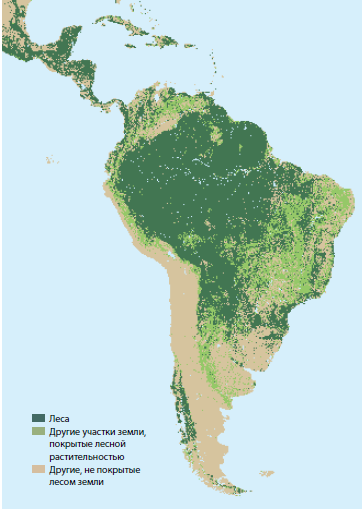 Леса
Другие участки земли,
покрытые лесной
растительностью
Другие, не покрытые
лесом земли